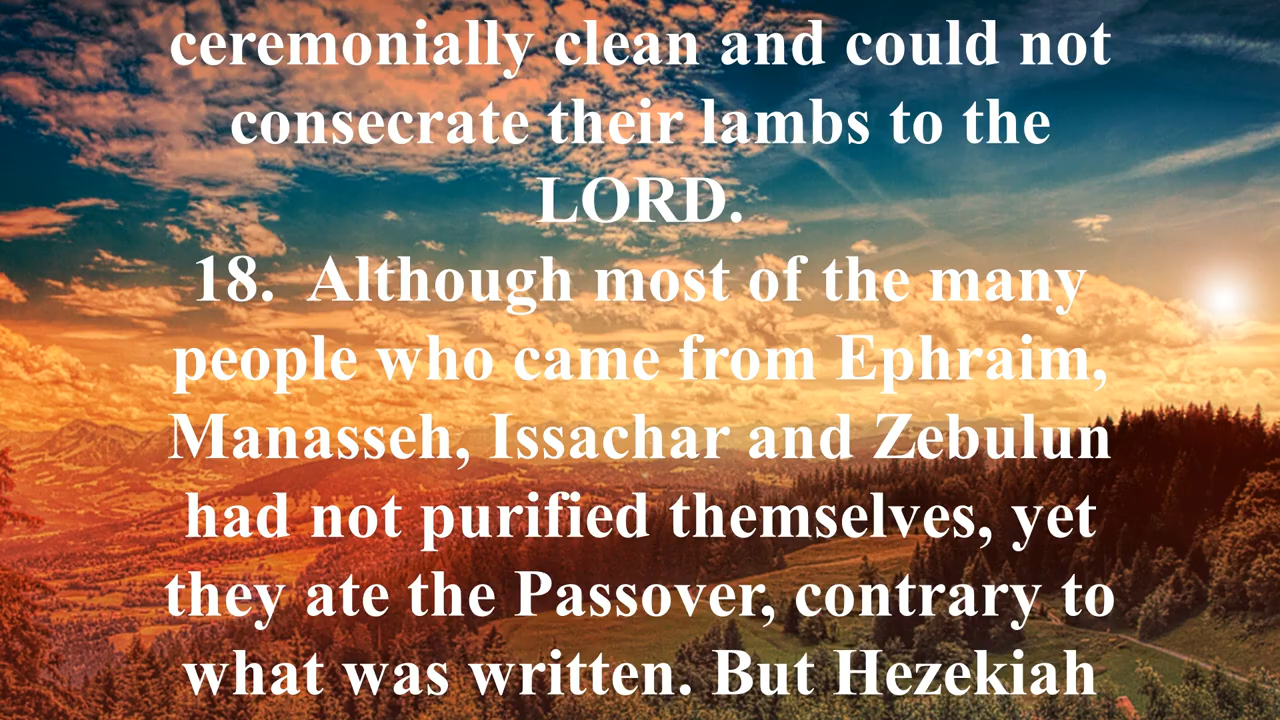 ceremonially clean and could not
consecrate their lambs to the
LORD.
18.  Although most of the many
people who came from Ephraim,
Manasseh, Issachar and Zebulun
had not purified themselves, yet
they ate the Passover, contrary to
what was written. But Hezekiah